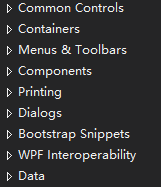 Common Controls
Containers
Menus & Toolbars
Components
Printing
Dialogs
Bootstrap Snippets
WPF Interoperability
Data